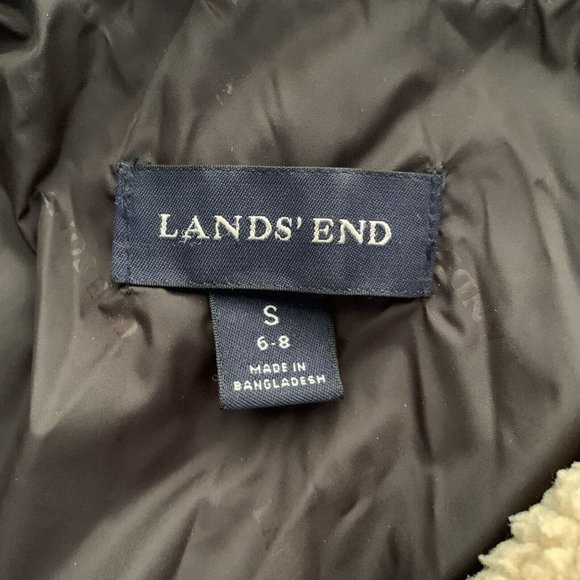 LANDS' END
S
6-8
MADE IN
BANGLADESH